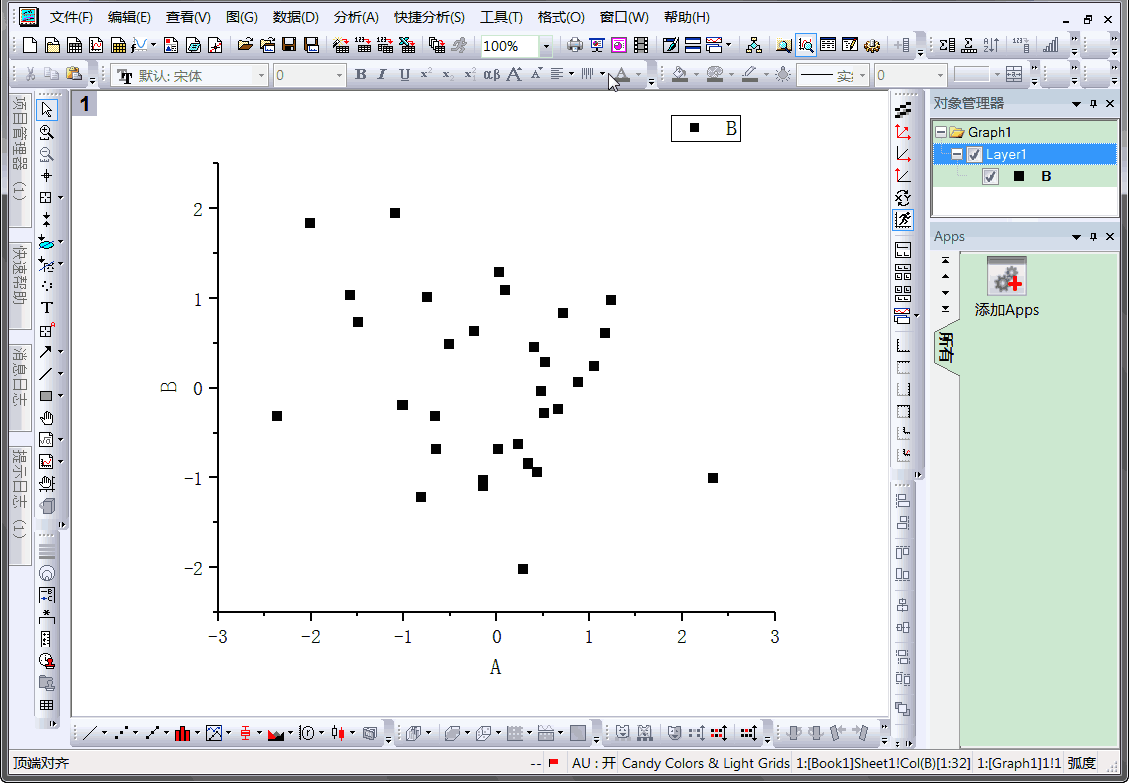 文件(F) 编辑(E) 查看(V) 图(G) 数据(D) 分析(A) 快捷分析(S) 工具(T) 格式(O) 窗口(W) 帮助(H)
100%
默认: 宋体 0 B I U x² x₂ αβ A A A 实: 0
项目管理器 (1)
快速帮助
消息日志
提示日志 (1)
1
B
2
1
0
-1
-2
B
-3 -2 -1 0 1 2 3
A
对象管理器
Graph1
Layer1
B
Apps
添加Apps
所有
顶端对齐 -- AU : 开 Candy Colors & Light Grids 1:[Book1]Sheet1!Col(B)[1:32] 1:[Graph1]1!1 弧度